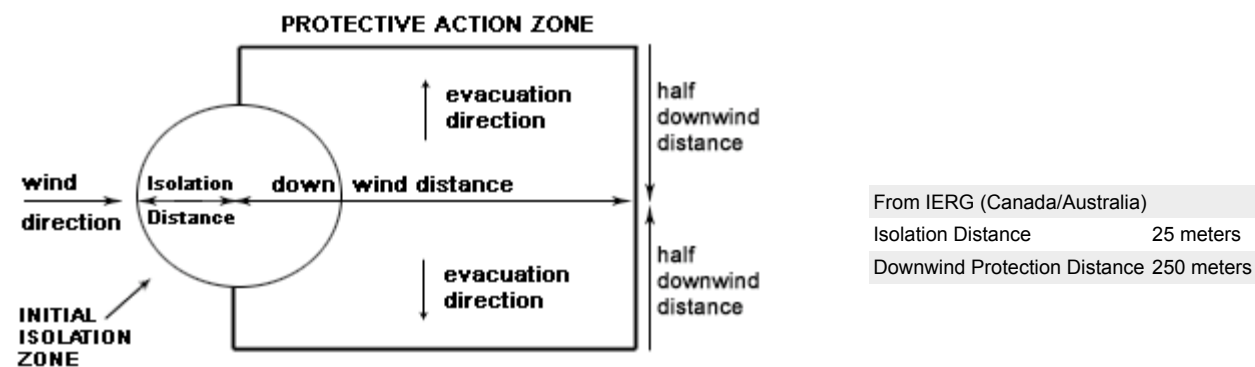 PROTECTIVE ACTION ZONE
evacuation
direction
half
downwind
distance
wind
direction
Isolation
Distance
down wind distance
evacuation
direction
half
downwind
distance
INITIAL
ISOLATION
ZONE
From IERG (Canada/Australia)
Isolation Distance 25 meters
Downwind Protection Distance 250 meters